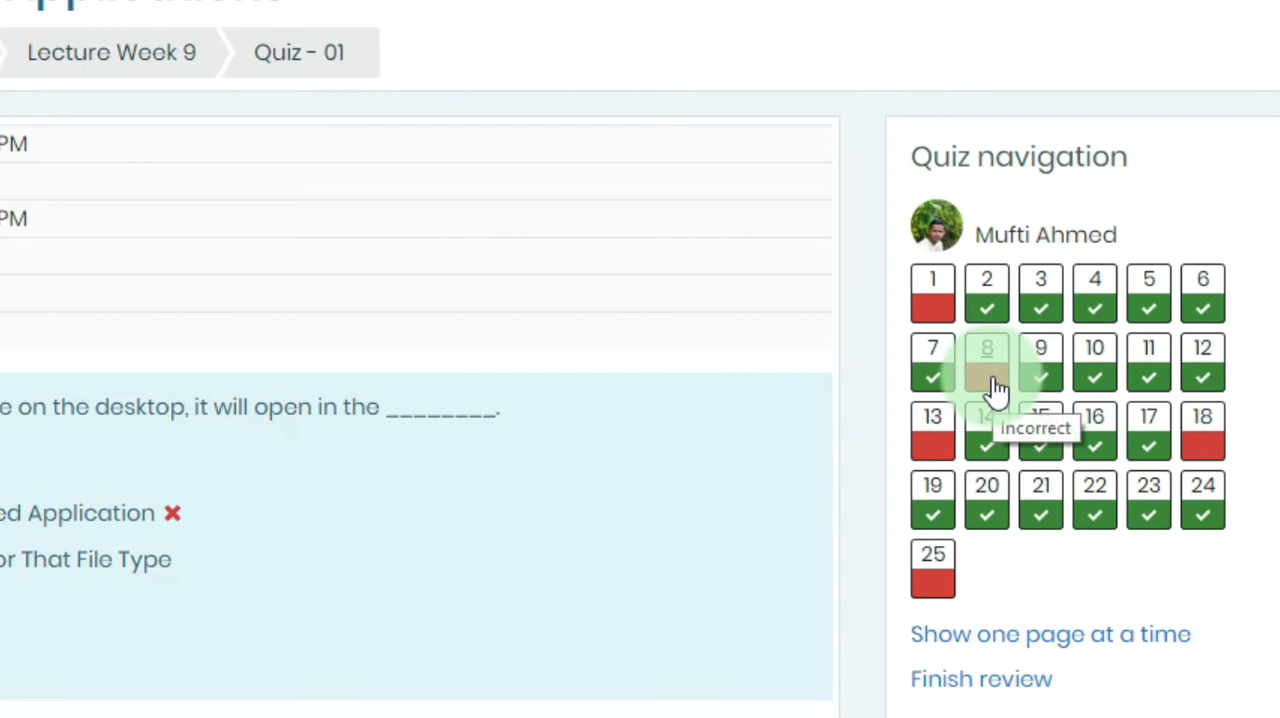 Lecture Week 9 Quiz - 01
PM
PM
Quiz navigation
Mufti Ahmed
1 2 3 4 5 6
7 8 9 10 11 12
13 14 16 17 18
Incorrect
19 20 21 22 23 24
25
e on the desktop, it will open in the ________.
ed Application
or That File Type
Show one page at a time
Finish review